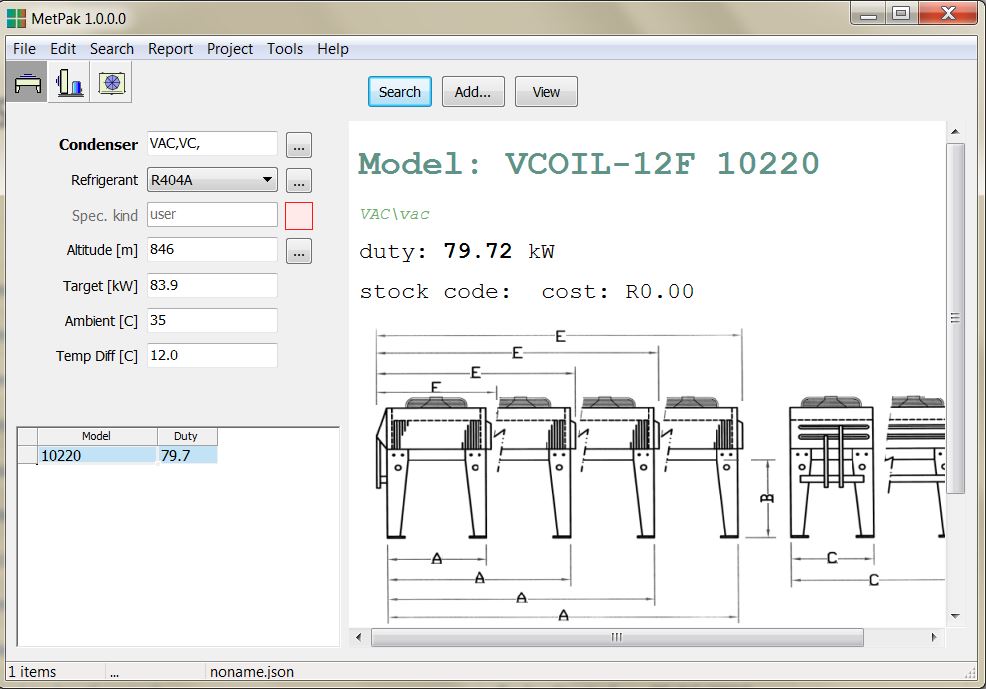 MetPak 1.0.0.0
File Edit Search Report Project Tools Help
Search Add... View
Condenser VAC,VC, ...
Refrigerant R404A ...
Spec. kind user
Altitude [m] 846 ...
Target [kW] 83.9
Ambient [C] 35
Temp Diff [C] 12.0
Model Duty
10220 79.7
Model: VCOIL-12F 10220
VAC\vac
duty: 79.72 kW
stock code: cost: R0.00
E
E
E
E
B
A
A
A
A
C
C
1 items ... noname.json